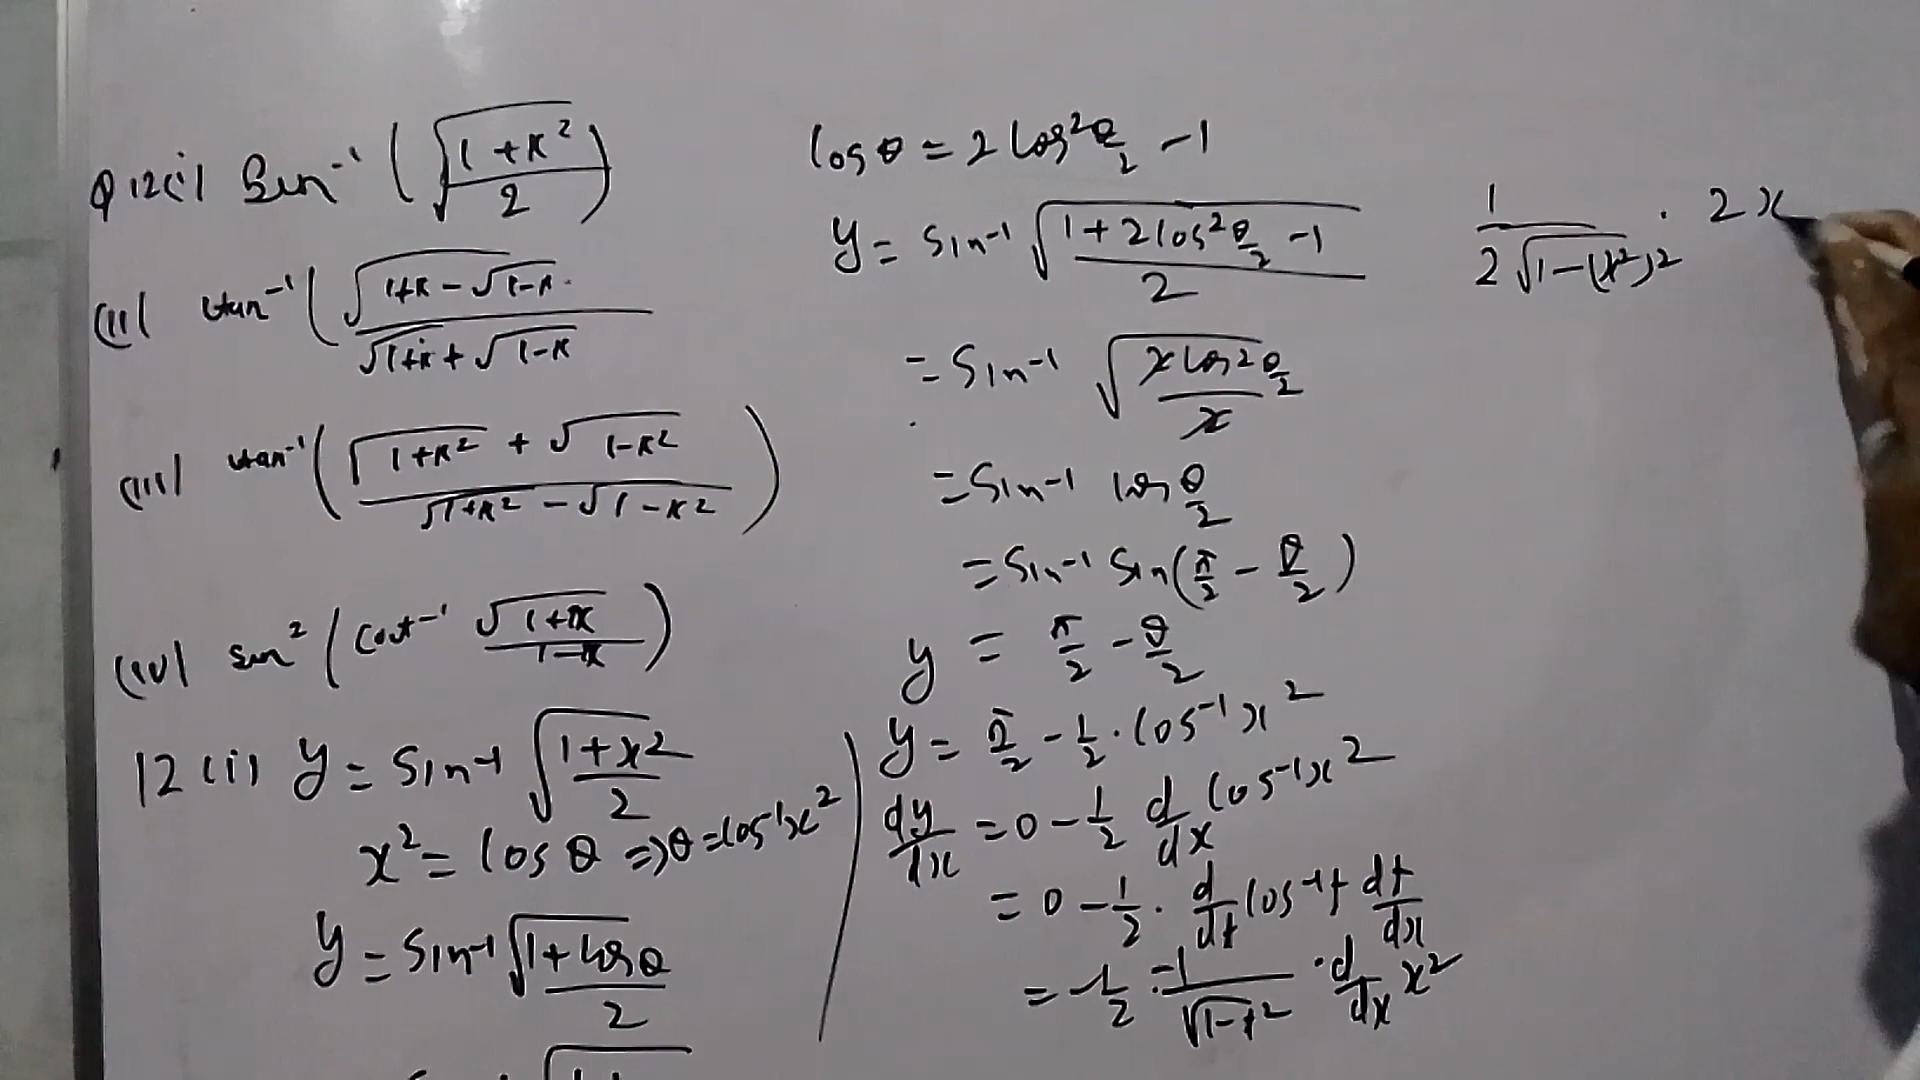 Q 12(i) Sin⁻¹ (√(1+x²)/2)
(ii) tan⁻¹ (√1+x - √1-x / √1+x + √1-x
(iii) tan⁻¹ (√1+x² + √1-x² / √1+x² - √1-x²)
(iv) sin² (cot⁻¹ √1+x / 1-x)
12(i) y = Sin⁻¹ √(1+x²/2)
x² = Cos θ ⇒ θ = Cos⁻¹x²
y = Sin⁻¹ √(1+Cosθ/2)
Cos θ = 2 Cos² θ/2 - 1
y = Sin⁻¹ √(1+2Cos² θ/2 - 1 / 2)
= Sin⁻¹ √(2Cos² θ/2 / 2)
= Sin⁻¹ Cos θ/2
= Sin⁻¹ Sin(π/2 - θ/2)
y = π/2 - θ/2
y = π/2 - 1/2 · Cos⁻¹x²
dy/dx = 0 - 1/2 d/dx Cos⁻¹x²
= 0 - 1/2 · d/dt Cos⁻¹t dt/dx
= -1/2 · -1/√1-t² · d/dx x²
1/2√1-(x²)² · 2x